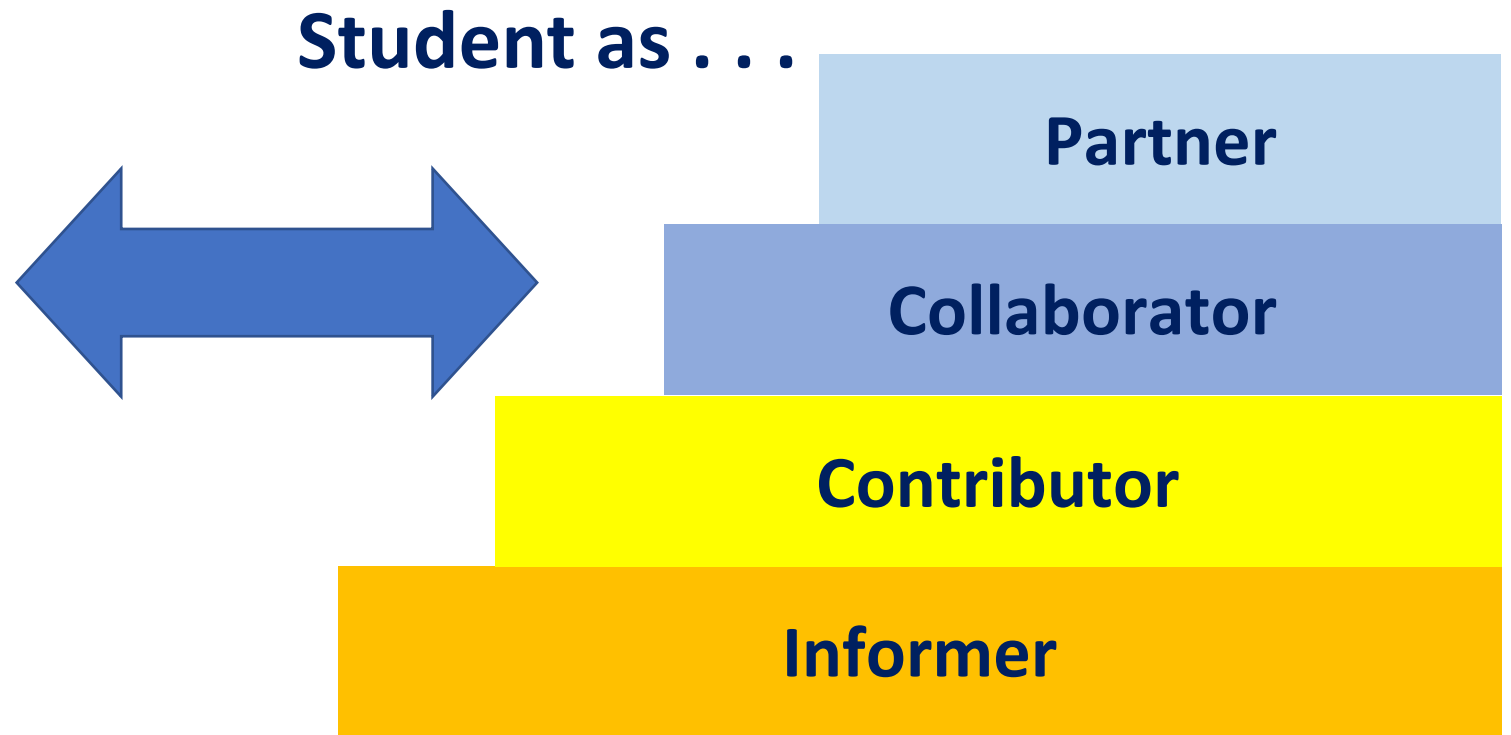 Student as . . .
Partner
Collaborator
Contributor
Informer